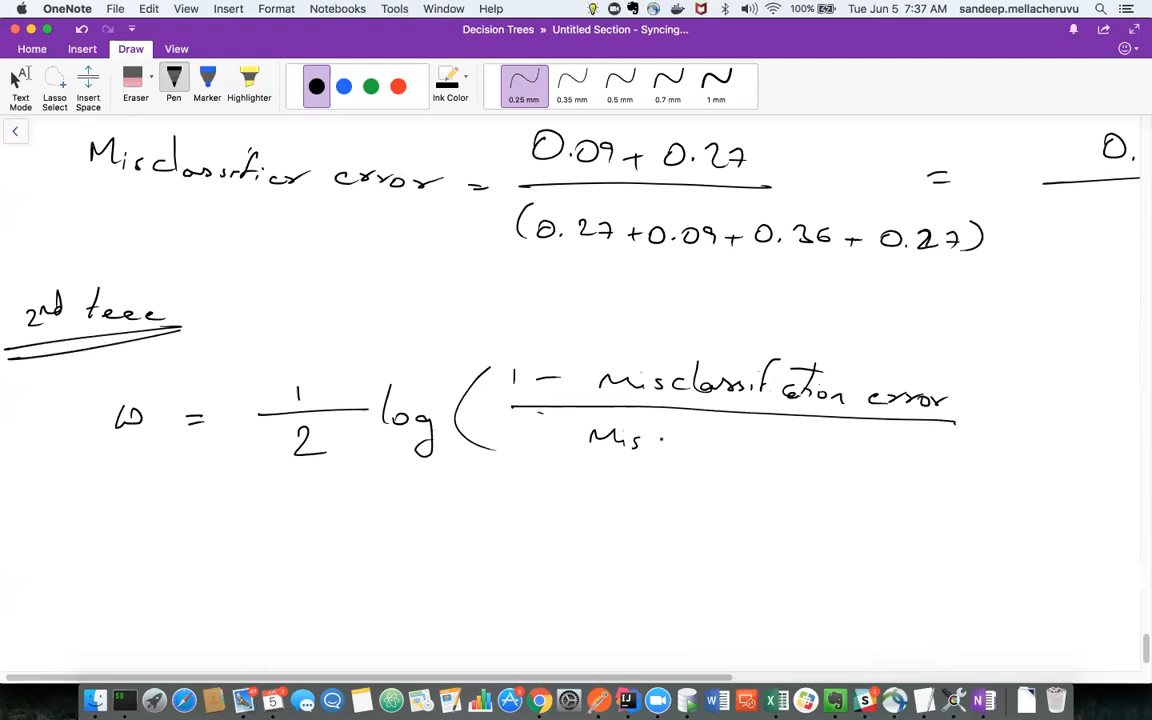 OneNote File Edit View Insert Format Notebooks Tools Window Help 100% Tue Jun 5 7:37 AM sandeep.mellacheruvu
Decision Trees » Untitled Section - Syncing...
Home Insert Draw View
Text Mode Lasso Select Insert Space Eraser Pen Marker Highlighter 0.25 mm 0.35 mm 0.5 mm 0.7 mm 1 mm Ink Color
Misclassifier error = 0.09 + 0.27 = 0.
(0.27 + 0.09 + 0.36 + 0.27)
2nd tree
1 1 - Misclassification error
ω = log (
2 Mis.